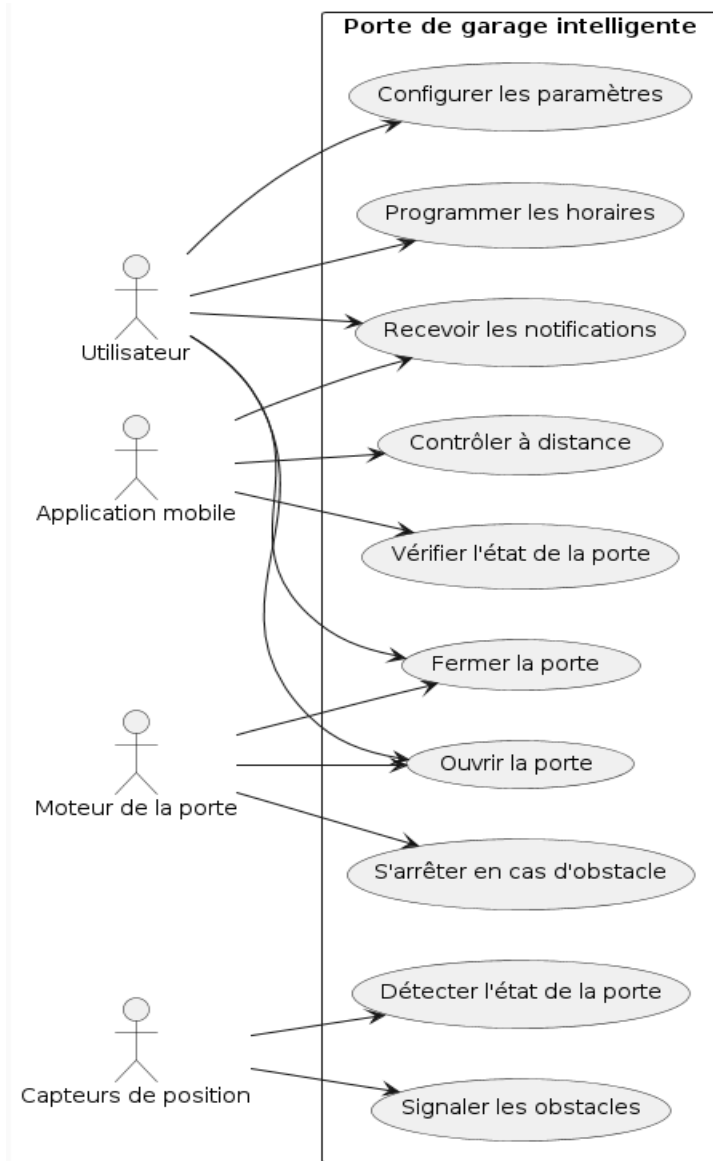 Porte de garage intelligente
Configurer les paramètres
Programmer les horaires
Utilisateur
Recevoir les notifications
Application mobile
Contrôler à distance
Vérifier l'état de la porte
Fermer la porte
Moteur de la porte
Ouvrir la porte
S'arrêter en cas d'obstacle
Détecter l'état de la porte
Capteurs de position
Signaler les obstacles